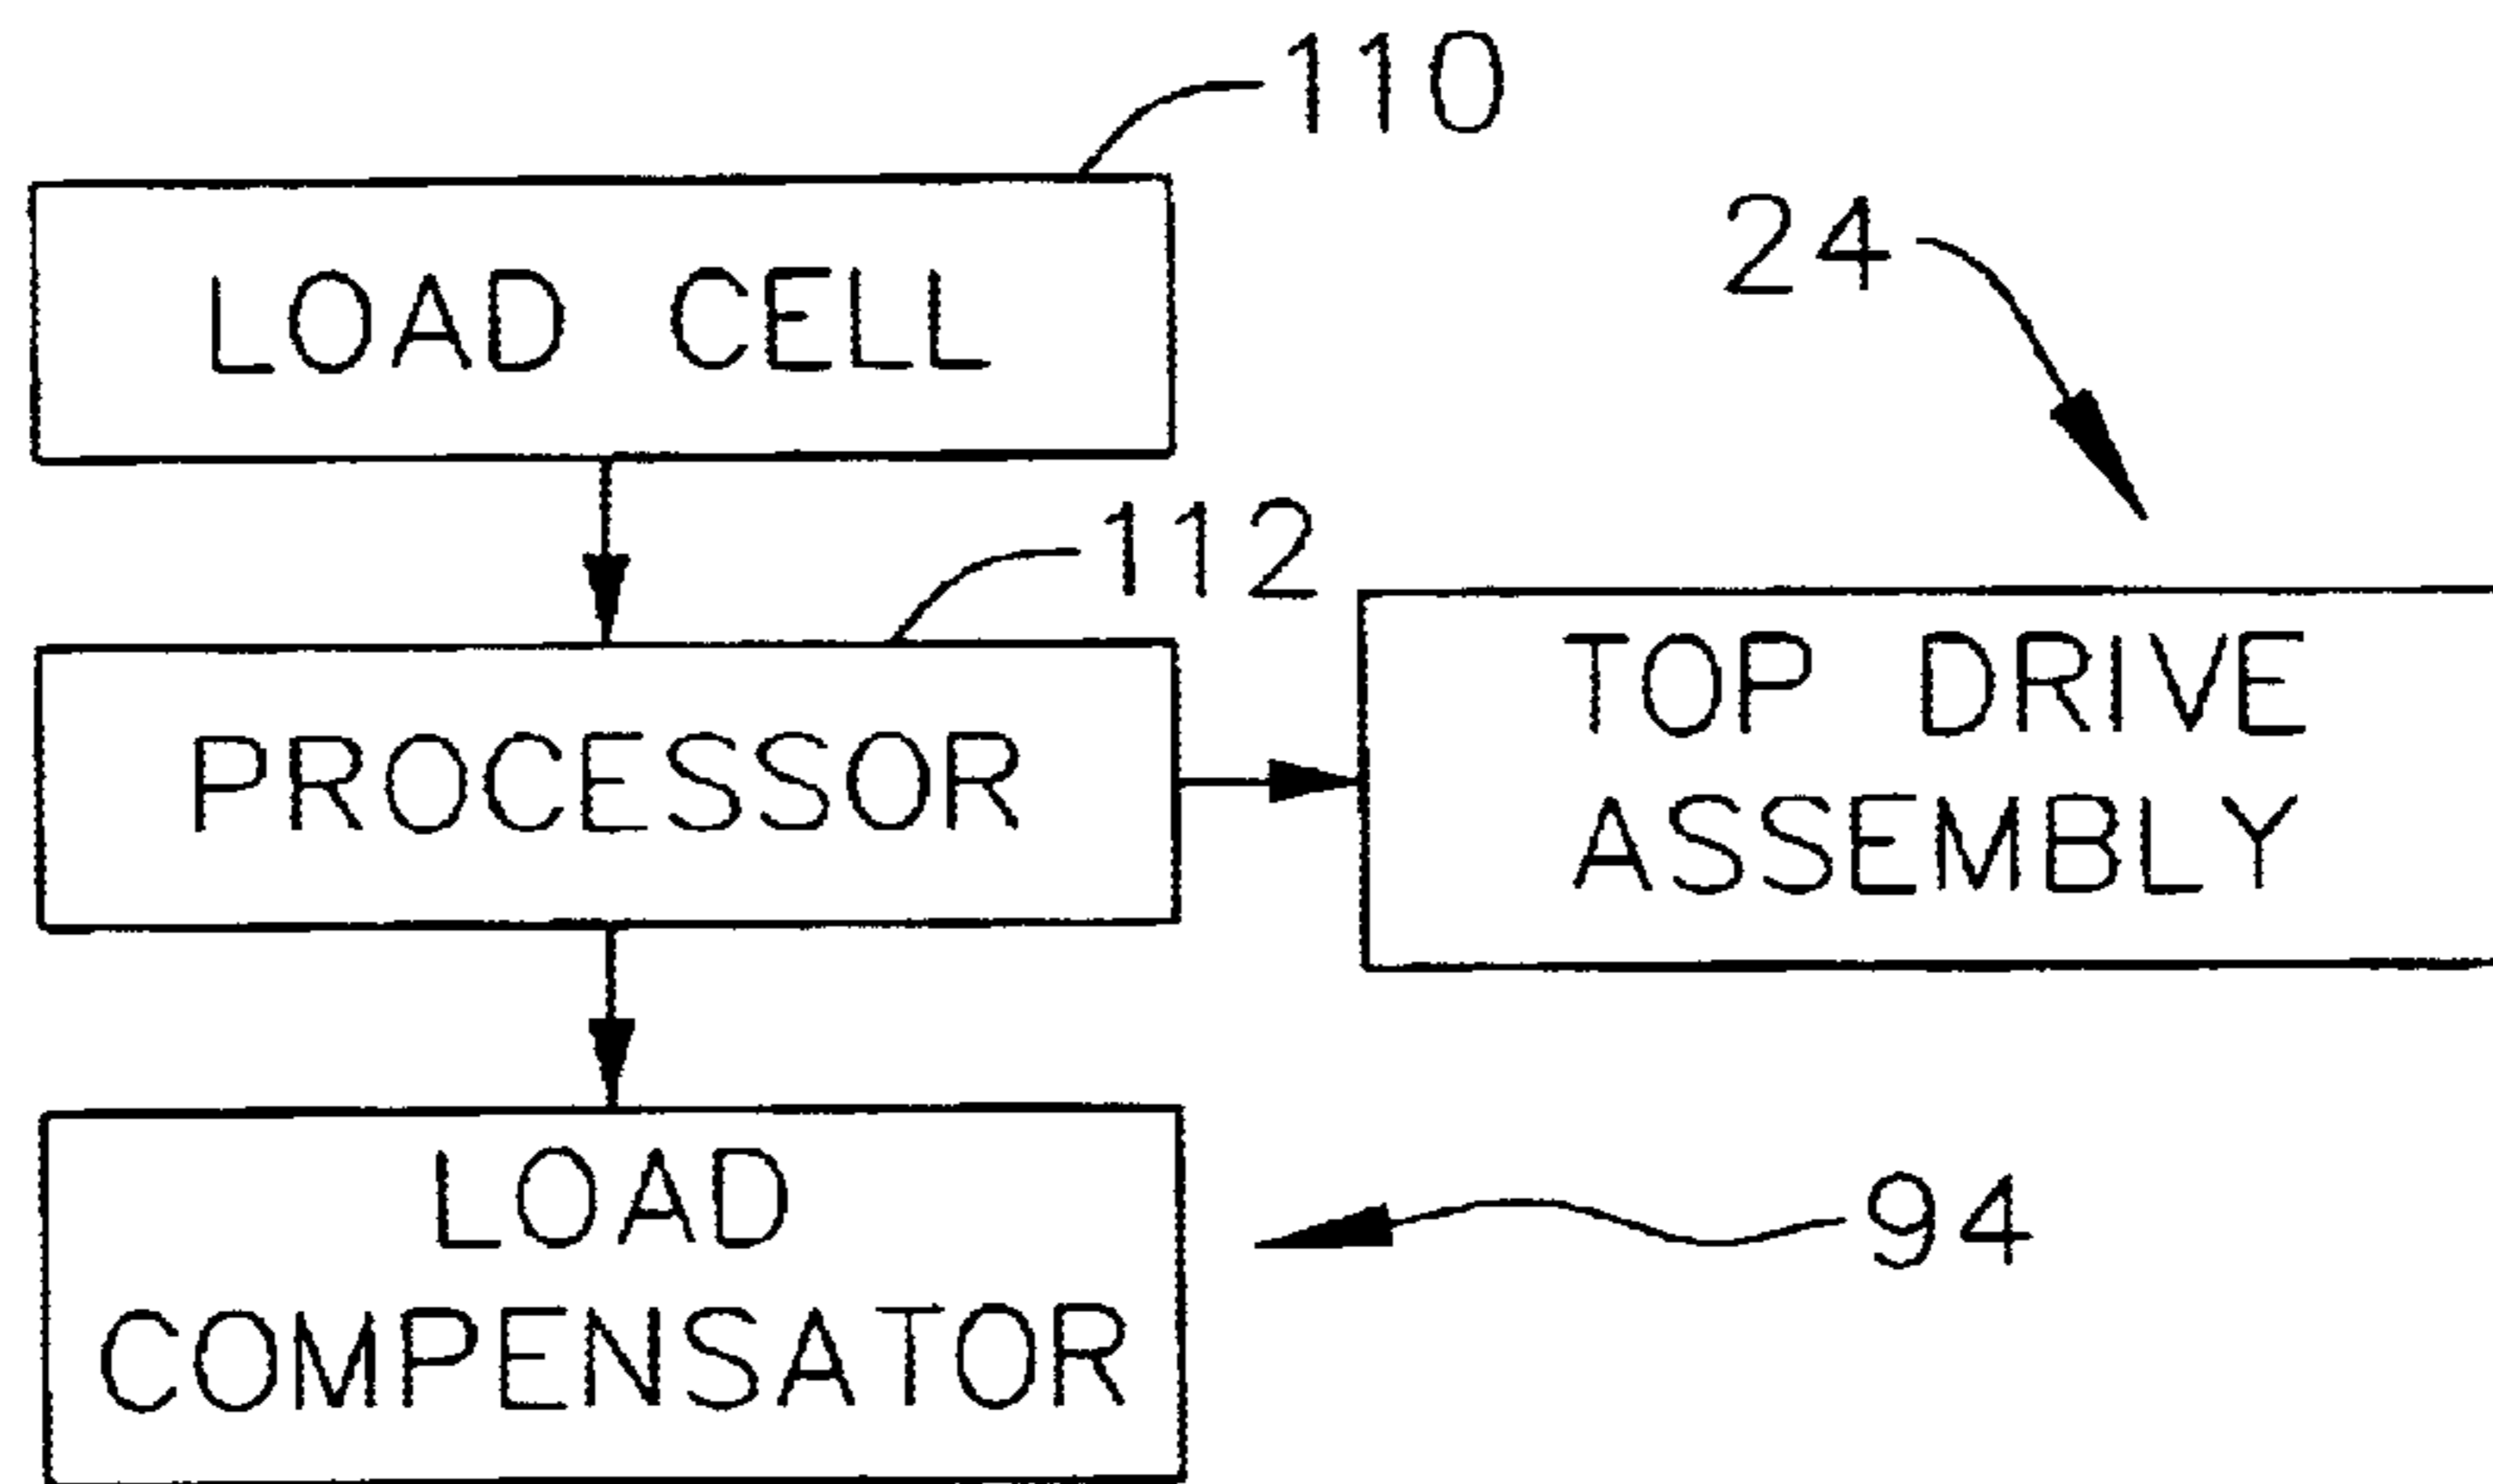 110
LOAD CELL
24
112
PROCESSOR
TOP DRIVE
ASSEMBLY
LOAD
COMPENSATOR
94